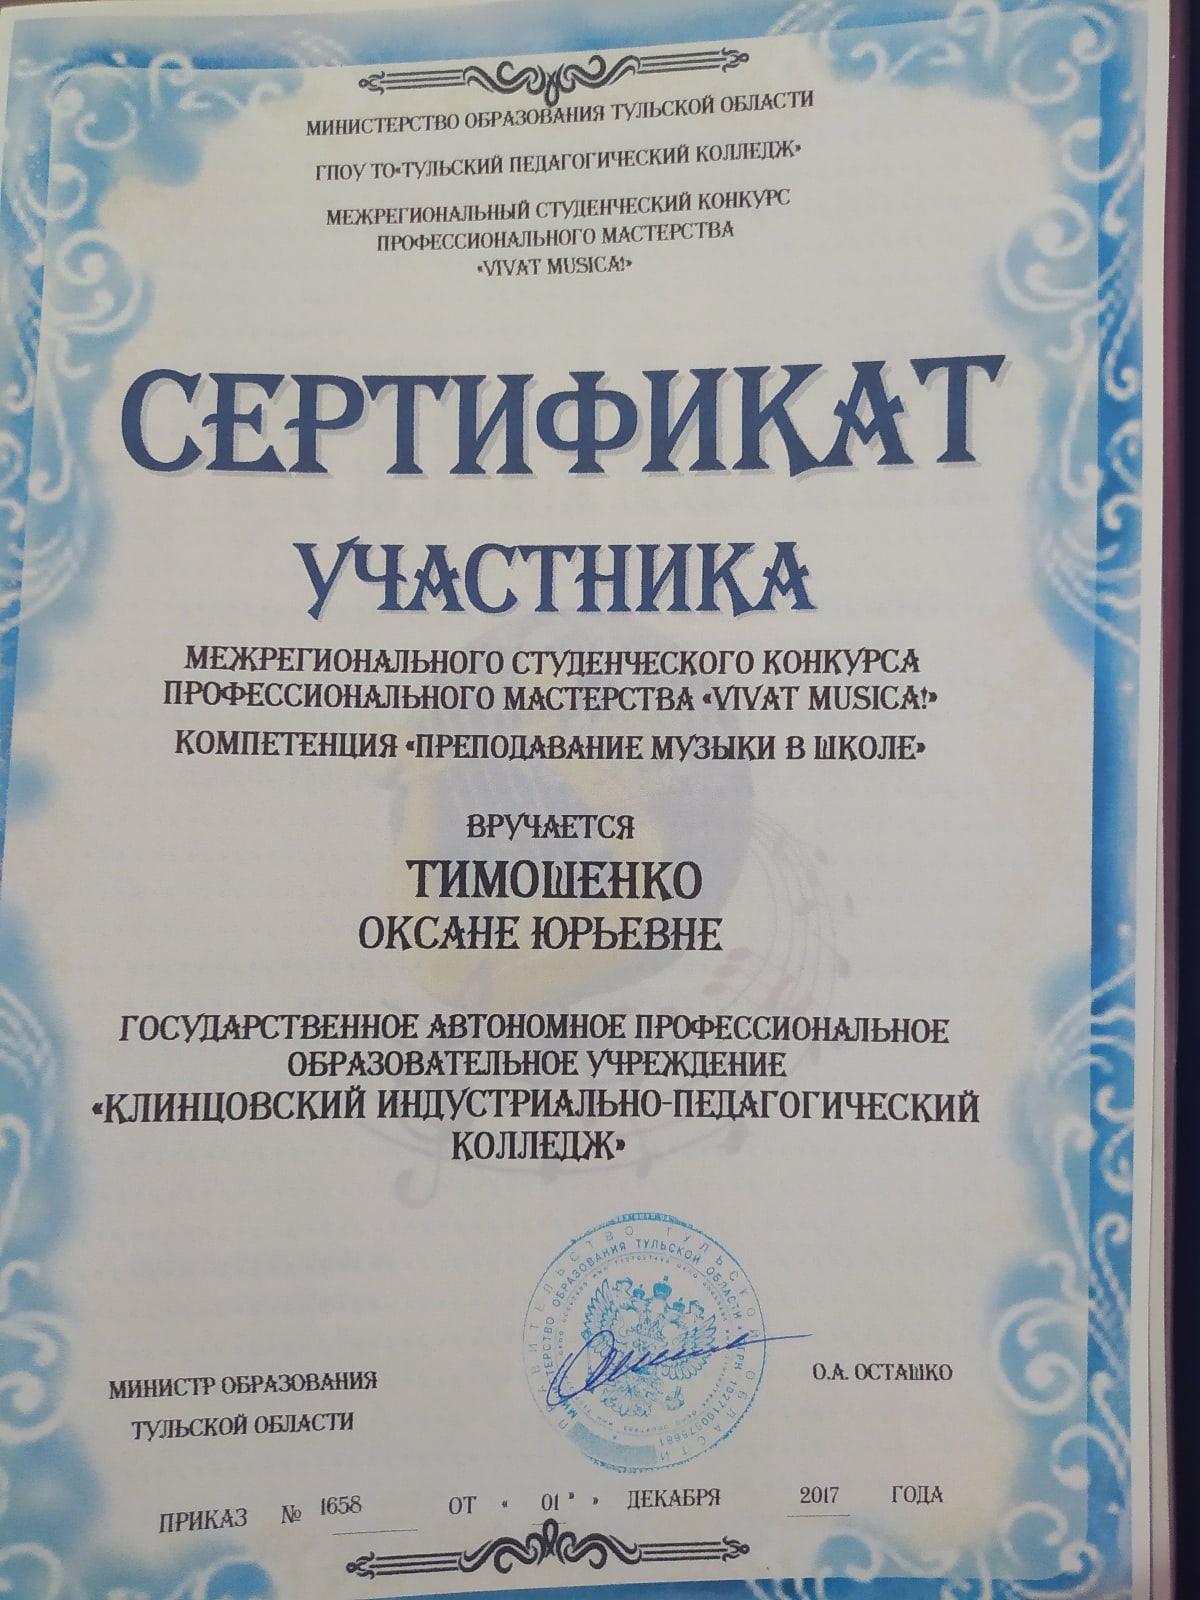 МИНИСТЕРСТВО ОБРАЗОВАНИЯ ТУЛЬСКОЙ ОБЛАСТИ
ГПОУ ТО«ТУЛЬСКИЙ ПЕДАГОГИЧЕСКИЙ КОЛЛЕДЖ»
МЕЖРЕГИОНАЛЬНЫЙ СТУДЕНЧЕСКИЙ КОНКУРС
ПРОФЕССИОНАЛЬНОГО МАСТЕРСТВА
«VIVAT MUSICA!»
СЕРТИФИКАТ
УЧАСТНИКА
МЕЖРЕГИОНАЛЬНОГО СТУДЕНЧЕСКОГО КОНКУРСА
ПРОФЕССИОНАЛЬНОГО МАСТЕРСТВА «VIVAT MUSICA!»
КОМПЕТЕНЦИЯ «ПРЕПОДАВАНИЕ МУЗЫКИ В ШКОЛЕ»
ВРУЧАЕТСЯ
ТИМОШЕНКО
ОКСАНЕ ЮРЬЕВНЕ
ГОСУДАРСТВЕННОЕ АВТОНОМНОЕ ПРОФЕССИОНАЛЬНОЕ
ОБРАЗОВАТЕЛЬНОЕ УЧРЕЖДЕНИЕ
«КЛИНЦОВСКИЙ ИНДУСТРИАЛЬНО-ПЕДАГОГИЧЕСКИЙ
КОЛЛЕДЖ»
ПРАВИТЕЛЬСТВО ТУЛЬСКОЙ ОБЛАСТИ
МИНИСТЕРСТВО ОБРАЗОВАНИЯ ТУЛЬСКОЙ ОБЛАСТИ
МИНИСТР ОБРАЗОВАНИЯ
ТУЛЬСКОЙ ОБЛАСТИ
О.А. ОСТАШКО
ПРИКАЗ № 1658 ОТ « 01 » » ДЕКАБРЯ 2017 ГОДА